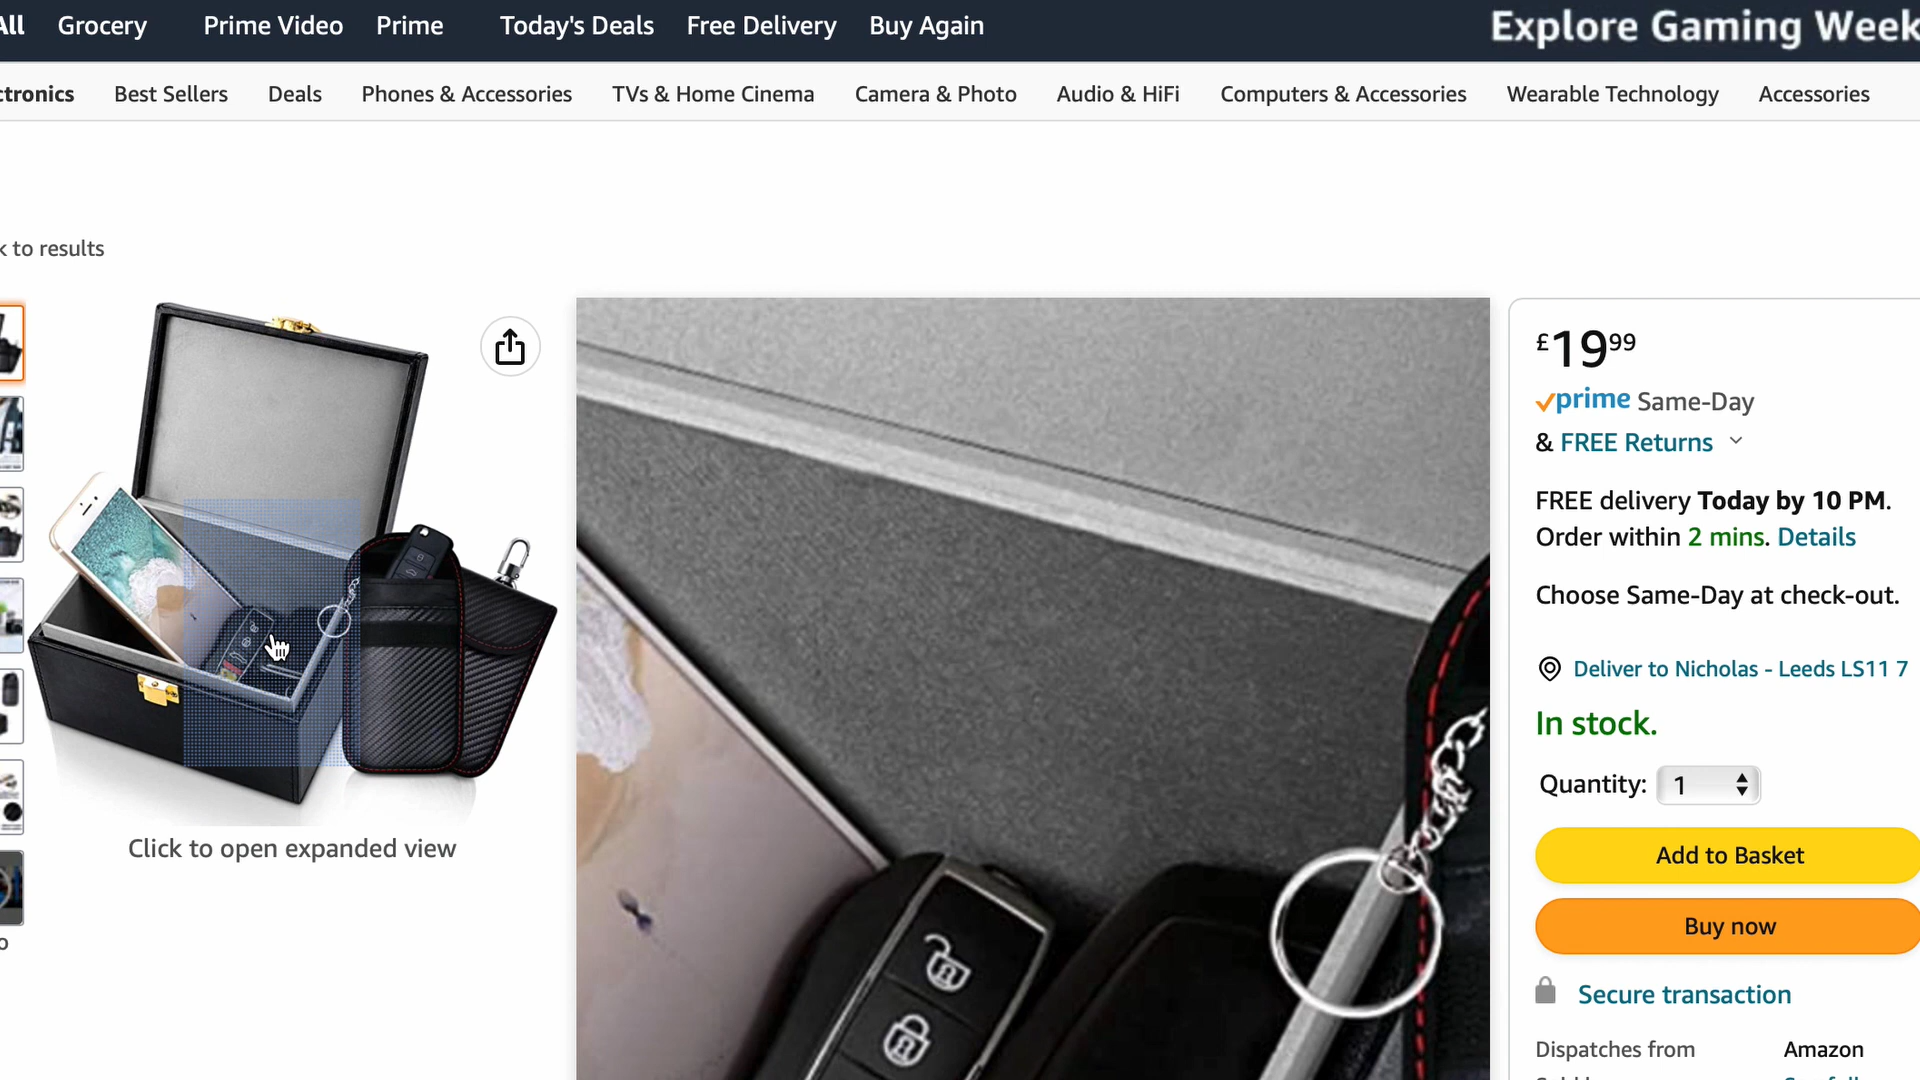 All Grocery Prime Video Prime Today's Deals Free Delivery Buy Again Explore Gaming Week
Best Sellers Deals Phones & Accessories TVs & Home Cinema Camera & Photo Audio & HiFi Computers & Accessories Wearable Technology Accessories
to results
£19.99
prime Same-Day
& FREE Returns
FREE delivery Today by 10 PM.
Order within 2 mins. Details
Choose Same-Day at check-out.
Deliver to Nicholas - Leeds LS11 7
In stock.
Quantity: 1
Click to open expanded view
Add to Basket
Buy now
Secure transaction
Dispatches from Amazon